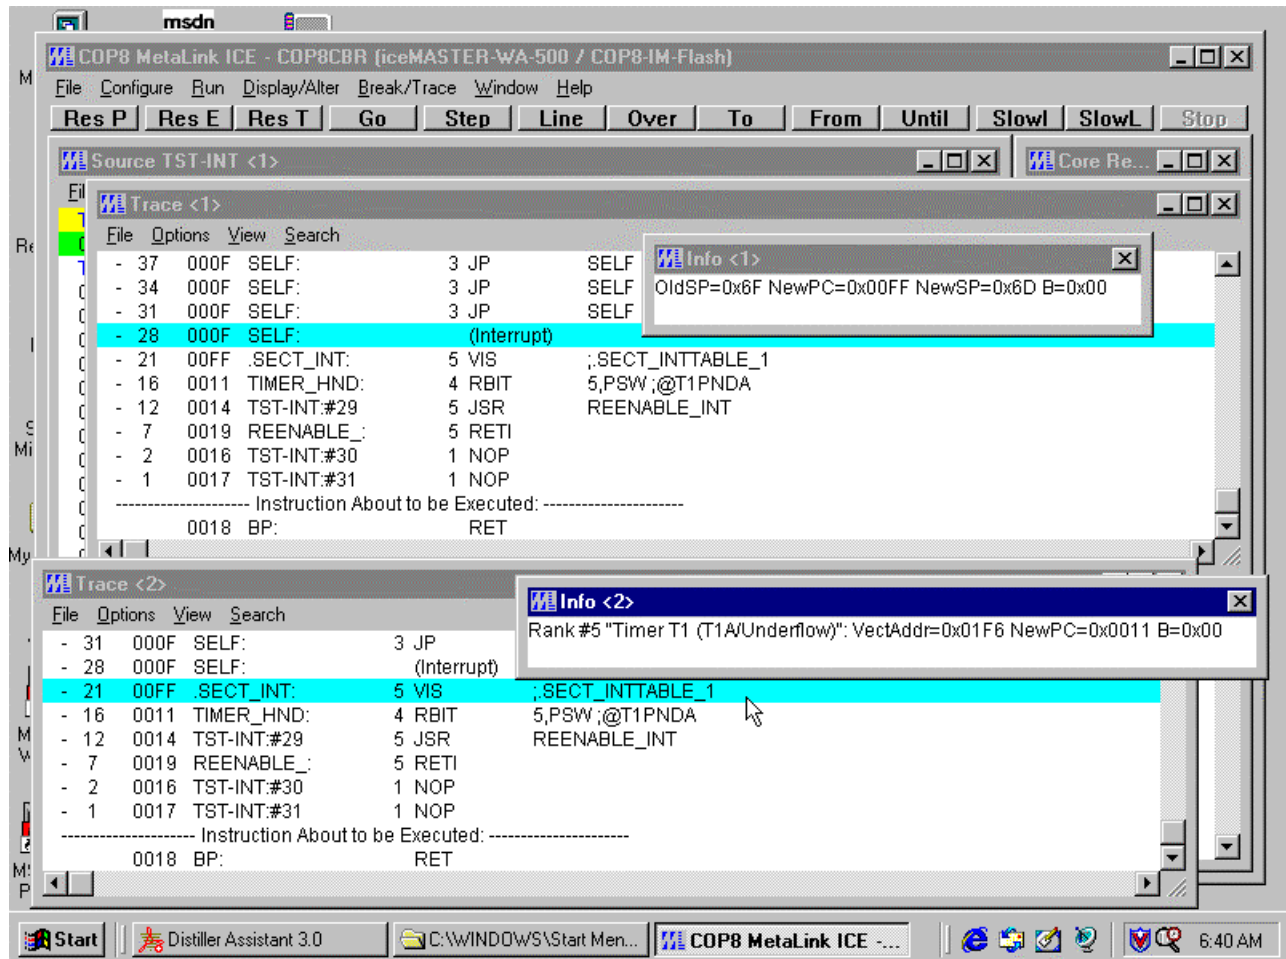 msdn
COP8 MetaLink ICE - COP8CBR (iceMASTER-WA-500 / COP8-IM-Flash)
File Configure Run Display/Alter Break/Trace Window Help
Res P Res E Res T Go Step Line Over To From Until SlowI SlowL Stop
Source TST-INT <1>
Core Re...
Trace <1>
File Options View Search
Info <1>
OldSP=0x6F NewPC=0x00FF NewSP=0x6D B=0x00
- 37 000F SELF: 3 JP SELF
- 34 000F SELF: 3 JP SELF
- 31 000F SELF: 3 JP SELF
- 28 000F SELF: (Interrupt)
- 21 00FF .SECT_INT: 5 VIS ;.SECT_INTTABLE_1
- 16 0011 TIMER_HND: 4 RBIT 5,PSW ;@T1PNDA
- 12 0014 TST-INT:#29 5 JSR REENABLE_INT
- 7 0019 REENABLE_: 5 RETI
- 2 0016 TST-INT:#30 1 NOP
- 1 0017 TST-INT:#31 1 NOP
--------------------- Instruction About to be Executed: ----------------------
0018 BP: RET
Trace <2>
File Options View Search
Info <2>
Rank #5 "Timer T1 (T1A/Underflow)": VectAddr=0x01F6 NewPC=0x0011 B=0x00
- 31 000F SELF: 3 JP
- 28 000F SELF: (Interrupt)
- 21 00FF .SECT_INT: 5 VIS ;.SECT_INTTABLE_1
- 16 0011 TIMER_HND: 4 RBIT 5,PSW ;@T1PNDA
- 12 0014 TST-INT:#29 5 JSR REENABLE_INT
- 7 0019 REENABLE_: 5 RETI
- 2 0016 TST-INT:#30 1 NOP
- 1 0017 TST-INT:#31 1 NOP
--------------------- Instruction About to be Executed: ----------------------
0018 BP: RET
Start Distiller Assistant 3.0 C:\WINDOWS\Start Men... COP8 MetaLink ICE -... 6:40 AM